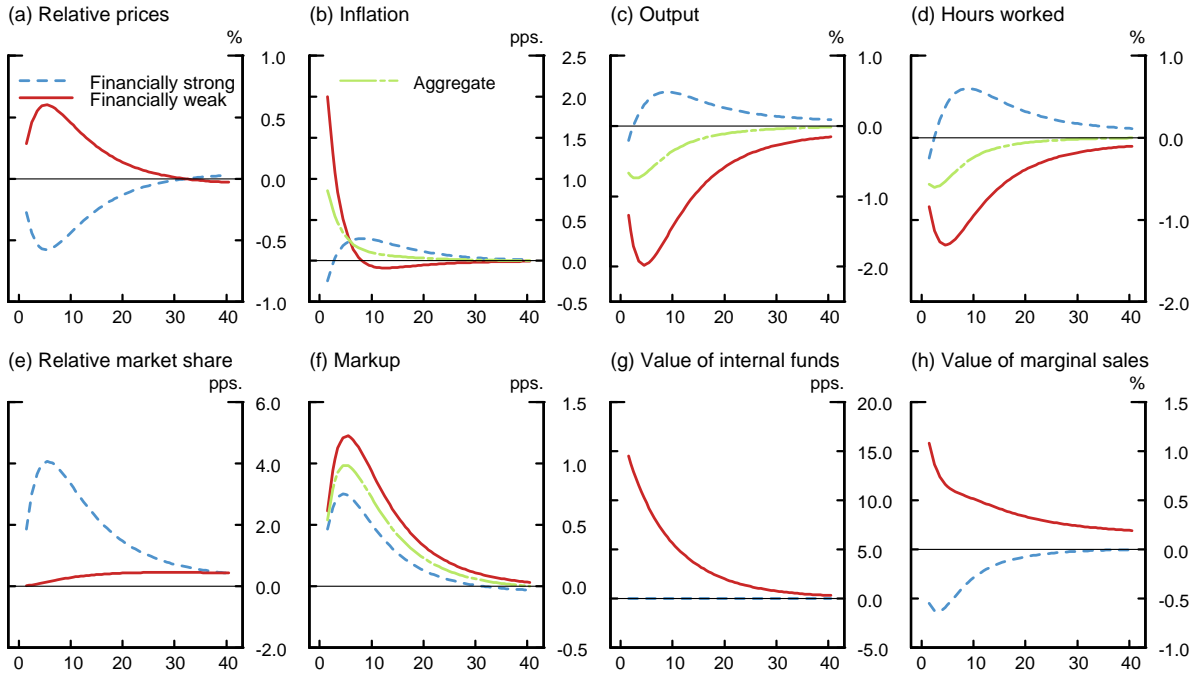 (a) Relative prices
%
1.0
0.5
0.0
-0.5
-1.0
Financially strong
Financially weak
0 10 20 30 40
(b) Inflation
pps.
2.5
2.0
1.5
1.0
0.5
0.0
-0.5
Aggregate
0 10 20 30 40
(c) Output
%
1.0
0.0
-1.0
-2.0
0 10 20 30 40
(d) Hours worked
%
1.0
0.0
-1.0
-2.0
0 10 20 30 40
(e) Relative market share
pps.
6.0
4.0
2.0
0.0
-2.0
0 10 20 30 40
(f) Markup
pps.
1.5
1.0
0.5
0.0
-0.5
0 10 20 30 40
(g) Value of internal funds
pps.
20.0
15.0
10.0
5.0
0.0
-5.0
0 10 20 30 40
(h) Value of marginal sales
%
1.5
1.0
0.5
0.0
-0.5
-1.0
0 10 20 30 40